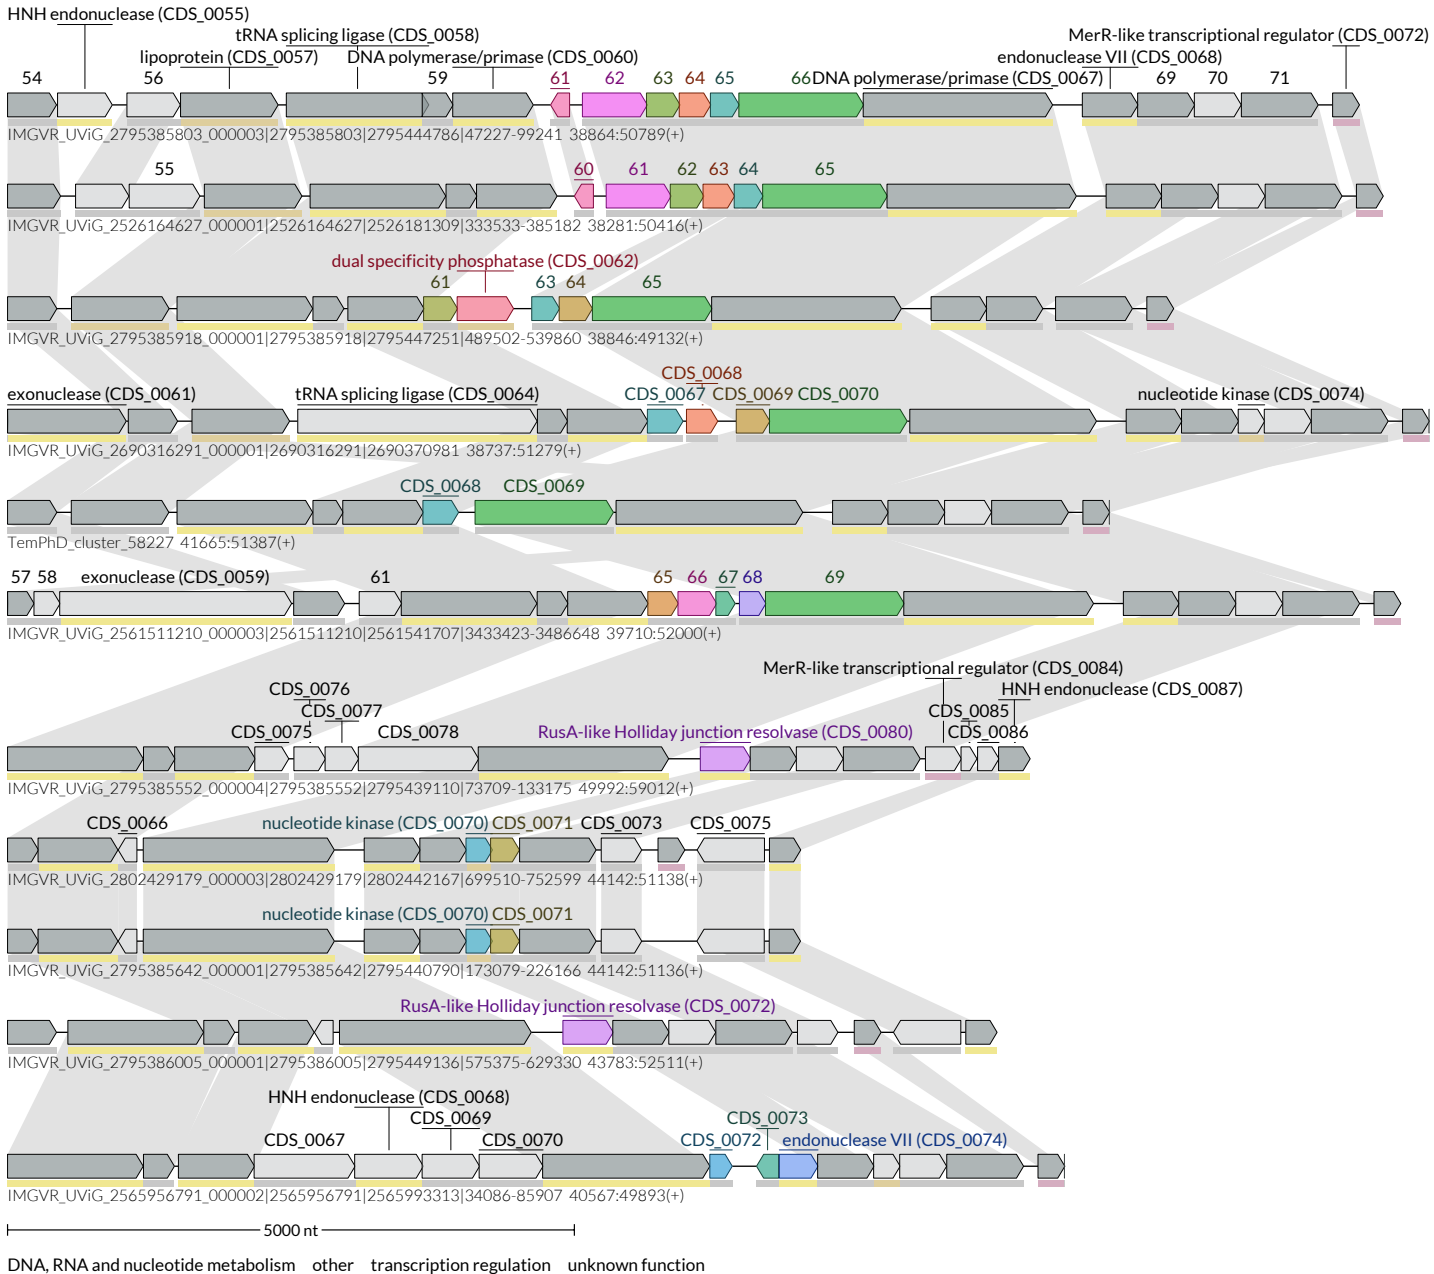 HNH endonuclease (CDS_0055)
tRNA splicing ligase (CDS_0058) MerR-like transcriptional regulator (CDS_0072)
lipoprotein (CDS_0057) DNA polymerase/primase (CDS_0060) endonuclease VII (CDS_0068)
54 56 59 61 62 63 64 65 66 DNA polymerase/primase (CDS_0067) 69 70 71
IMGVR_UViG_2795385803_000003|2795385803|2795444786|47227-99241 38864:50789(+)
55 60 61 62 63 64 65
IMGVR_UViG_2526164627_000001|2526164627|2526181309|333533-385182 38281:50416(+)
dual specificity phosphatase (CDS_0062)
61 63 64 65
IMGVR_UViG_2795385918_000001|2795385918|2795447251|489502-539860 38846:49132(+)
CDS_0068
exonuclease (CDS_0061) tRNA splicing ligase (CDS_0064) CDS_0067 CDS_0069 CDS_0070 nucleotide kinase (CDS_0074)
IMGVR_UViG_2690316291_000001|2690316291|2690370981 38737:51279(+)
CDS_0068 CDS_0069
TemPhD_cluster_58227 41665:51387(+)
57 58 exonuclease (CDS_0059) 61 65 66 67 68 69
IMGVR_UViG_2561511210_000003|2561511210|2561541707|3433423-3486648 39710:52000(+)
MerR-like transcriptional regulator (CDS_0084)
CDS_0076 HNH endonuclease (CDS_0087)
CDS_0077 CDS_0085
CDS_0075 CDS_0078 RusA-like Holliday junction resolvase (CDS_0080) CDS_0086
IMGVR_UViG_2795385552_000004|2795385552|2795439110|73709-133175 49992:59012(+)
CDS_0066 nucleotide kinase (CDS_0070) CDS_0071 CDS_0073 CDS_0075
IMGVR_UViG_2802429179_000003|2802429179|2802442167|699510-752599 44142:51138(+)
nucleotide kinase (CDS_0070) CDS_0071
IMGVR_UViG_2795385642_000001|2795385642|2795440790|173079-226166 44142:51136(+)
RusA-like Holliday junction resolvase (CDS_0072)
IMGVR_UViG_2795386005_000001|2795386005|2795449136|575375-629330 43783:52511(+)
HNH endonuclease (CDS_0068)
CDS_0069 CDS_0073
CDS_0067 CDS_0070 CDS_0072 endonuclease VII (CDS_0074)
IMGVR_UViG_2565956791_000002|2565956791|2565993313|34086-85907 40567:49893(+)
5000 nt
DNA, RNA and nucleotide metabolism other transcription regulation unknown function